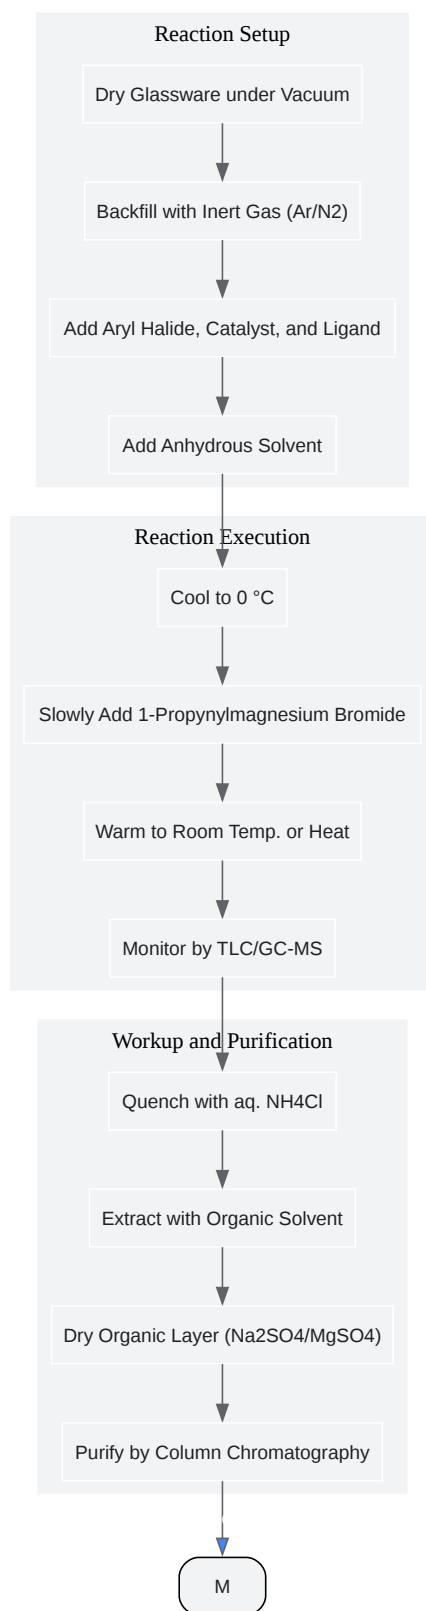 Reaction Setup
Dry Glassware under Vacuum
Backfill with Inert Gas (Ar/N2)
Add Aryl Halide, Catalyst, and Ligand
Add Anhydrous Solvent
Reaction Execution
Cool to 0 °C
Slowly Add 1-Propynylmagnesium Bromide
Warm to Room Temp. or Heat
Monitor by TLC/GC-MS
Workup and Purification
Quench with aq. NH4Cl
Extract with Organic Solvent
Dry Organic Layer (Na2SO4/MgSO4)
Purify by Column Chromatography
M